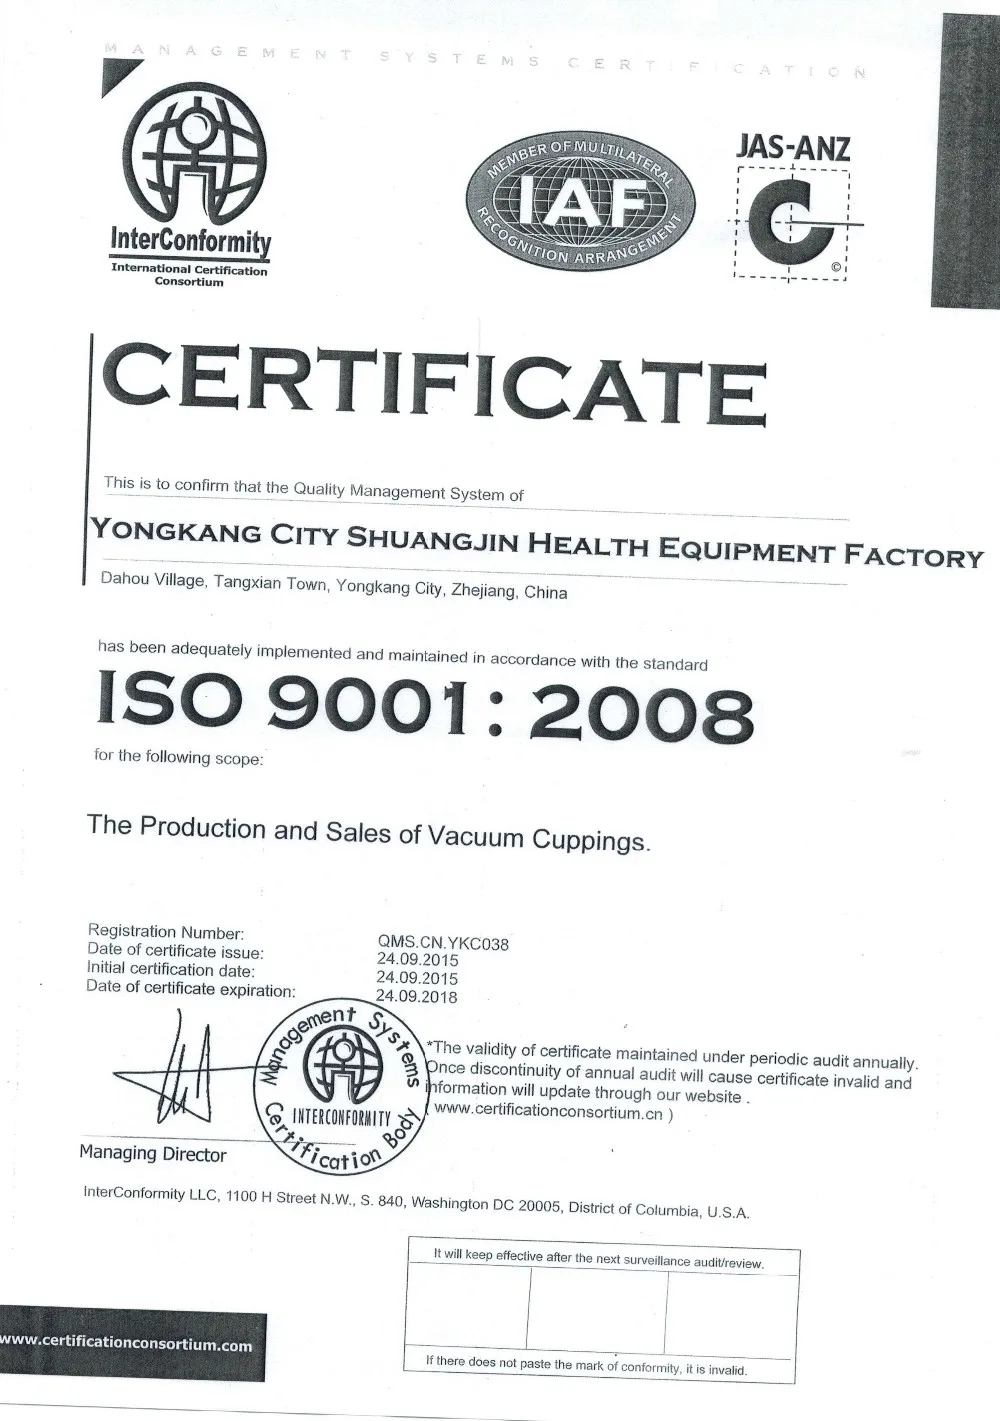 MANAGEMENT SYSTEMS CERTIFICATION
InterConformity
International Certification
Consortium
MEMBER OF MULTILATERAL
IAF
RECOGNITION ARRANGEMENT
JAS-ANZ
©
CERTIFICATE
This is to confirm that the Quality Management System of
YONGKANG CITY SHUANGJIN HEALTH EQUIPMENT FACTORY
Dahou Village, Tangxian Town, Yongkang City, Zhejiang, China
has been adequately implemented and maintained in accordance with the standard
ISO 9001: 2008
for the following scope:
The Production and Sales of Vacuum Cuppings.
Registration Number: QMS.CN.YKC038
Date of certificate issue: 24.09.2015
Initial certification date: 24.09.2015
Date of certificate expiration: 24.09.2018
Management Systems
INTERCONFORMITY
Certification Body
*The validity of certificate maintained under periodic audit annually.
Once discontinuity of annual audit will cause certificate invalid and
information will update through our website .
( www.certificationconsortium.cn )
Managing Director
InterConformity LLC, 1100 H Street N.W., S. 840, Washington DC 20005, District of Columbia, U.S.A.
It will keep effective after the next surveillance audit/review.
If there does not paste the mark of conformity, it is invalid.
www.certificationconsortium.com